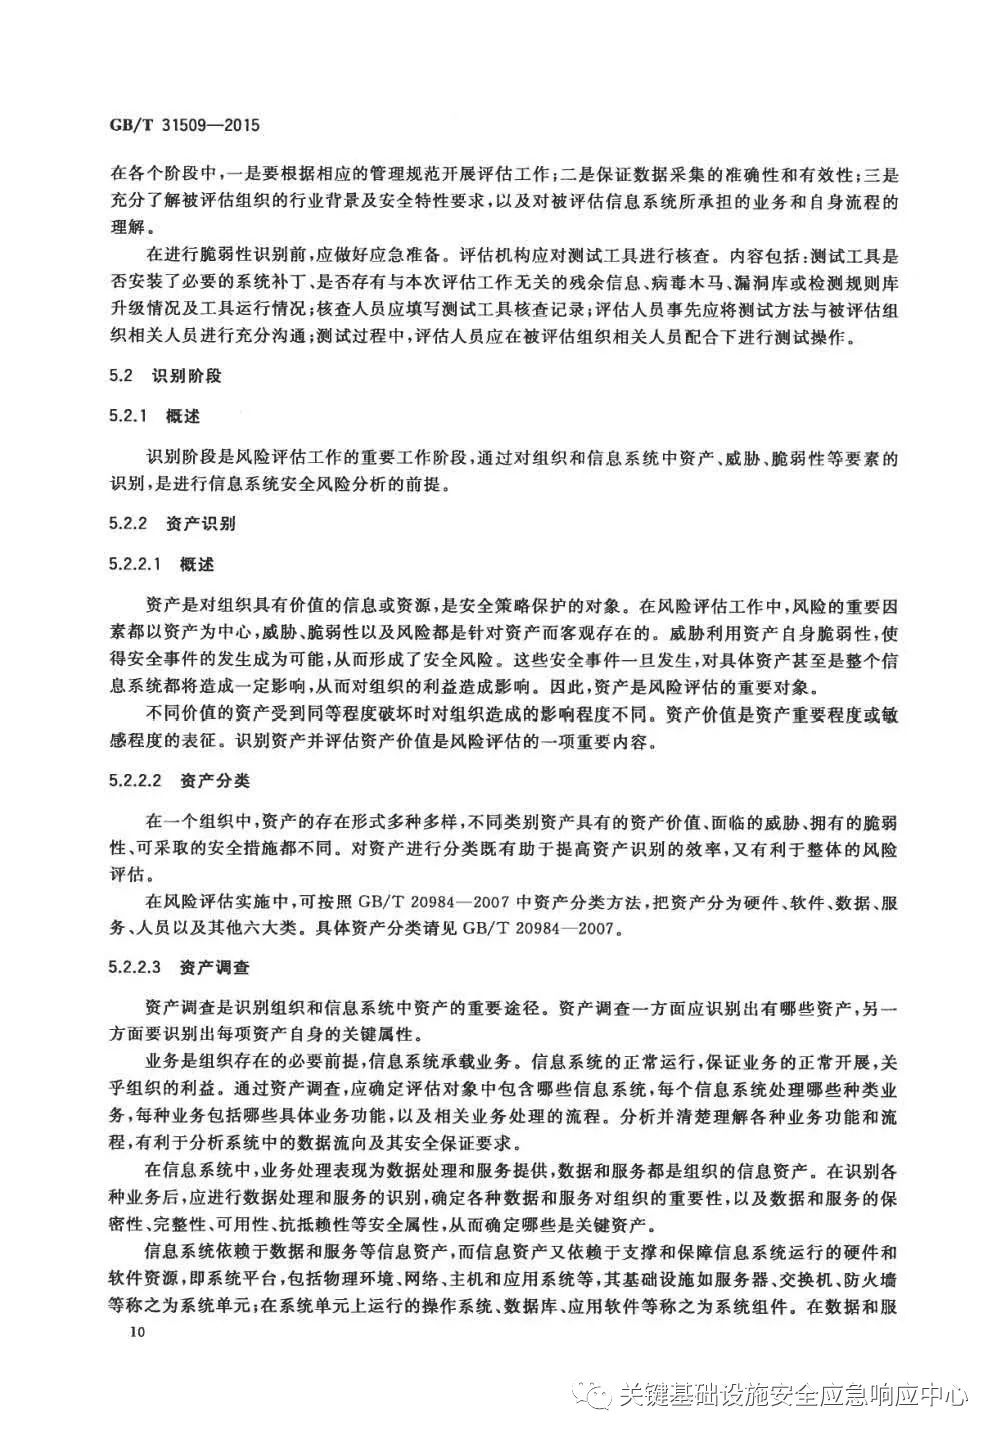 GB/T 31509—2015
在各个阶段中,一是要根据相应的管理规范开展评估工作;二是保证数据采集的准确性和有效性;三是
充分了解被评估组织的行业背景及安全特性要求,以及对被评估信息系统所承担的业务和自身流程的
理解。
在进行脆弱性识别前,应做好应急准备。评估机构应对测试工具进行核查。内容包括:测试工具是
否安装了必要的系统补丁、是否存有与本次评估工作无关的残余信息、病毒木马、漏洞库或检测规则库
升级情况及工具运行情况;核查人员应填写测试工具核查记录;评估人员事先应将测试方法与被评估组
织相关人员进行充分沟通;测试过程中,评估人员应在被评估组织相关人员配合下进行测试操作。
5.2 识别阶段
5.2.1 概述
识别阶段是风险评估工作的重要工作阶段,通过对组织和信息系统中资产、威胁、脆弱性等要素的
识别,是进行信息系统安全风险分析的前提。
5.2.2 资产识别
5.2.2.1 概述
资产是对组织具有价值的信息或资源,是安全策略保护的对象。在风险评估工作中,风险的重要因
素都以资产为中心,威胁、脆弱性以及风险都是针对资产而客观存在的。威胁利用资产自身脆弱性,使
得安全事件的发生成为可能,从而形成了安全风险。这些安全事件一旦发生,对具体资产甚至是整个信
息系统都将造成一定影响,从而对组织的利益造成影响。因此,资产是风险评估的重要对象。
不同价值的资产受到同等程度破坏时对组织造成的影响程度不同。资产价值是资产重要程度或敏
感程度的表征。识别资产并评估资产价值是风险评估的一项重要内容。
5.2.2.2 资产分类
在一个组织中,资产的存在形式多种多样,不同类别资产具有的资产价值、面临的威胁、拥有的脆弱
性、可采取的安全措施都不同。对资产进行分类既有助于提高资产识别的效率,又有利于整体的风险
评估。
在风险评估实施中,可按照 GB/T 20984—2007 中资产分类方法,把资产分为硬件、软件、数据、服
务、人员以及其他六大类。具体资产分类请见 GB/T 20984—2007。
5.2.2.3 资产调查
资产调查是识别组织和信息系统中资产的重要途径。资产调查一方面应识别出有哪些资产,另一
方面要识别出每项资产自身的关键属性。
业务是组织存在的必要前提,信息系统承载业务。信息系统的正常运行,保证业务的正常开展,关
乎组织的利益。通过资产调查,应确定评估对象中包含哪些信息系统,每个信息系统处理哪些种类业
务,每种业务包括哪些具体业务功能,以及相关业务处理的流程。分析并清楚理解各种业务功能和流
程,有利于分析系统中的数据流向及其安全保证要求。
在信息系统中,业务处理表现为数据处理和服务提供,数据和服务都是组织的信息资产。在识别各
种业务后,应进行数据处理和服务的识别,确定各种数据和服务对组织的重要性,以及数据和服务的保
密性、完整性、可用性、抗抵赖性等安全属性,从而确定哪些是关键资产。
信息系统依赖于数据和服务等信息资产,而信息资产又依赖于支撑和保障信息系统运行的硬件和
软件资源,即系统平台,包括物理环境、网络、主机和应用系统等,其基础设施如服务器、交换机、防火墙
等称之为系统单元;在系统单元上运行的操作系统、数据库、应用软件等称之为系统组件。在数据和服
10
关键基础设施安全应急响应中心